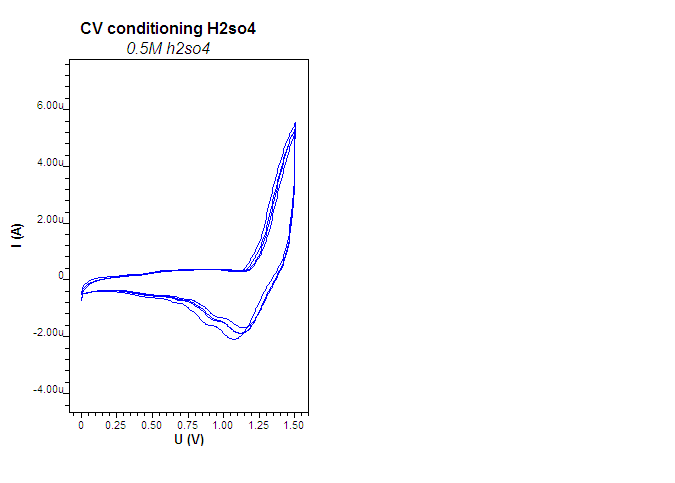 CV conditioning H2so4
0.5M h2so4
6.00u
4.00u
2.00u
0
-2.00u
-4.00u
I (A)
0 0.25 0.50 0.75 1.00 1.25 1.50
U (V)